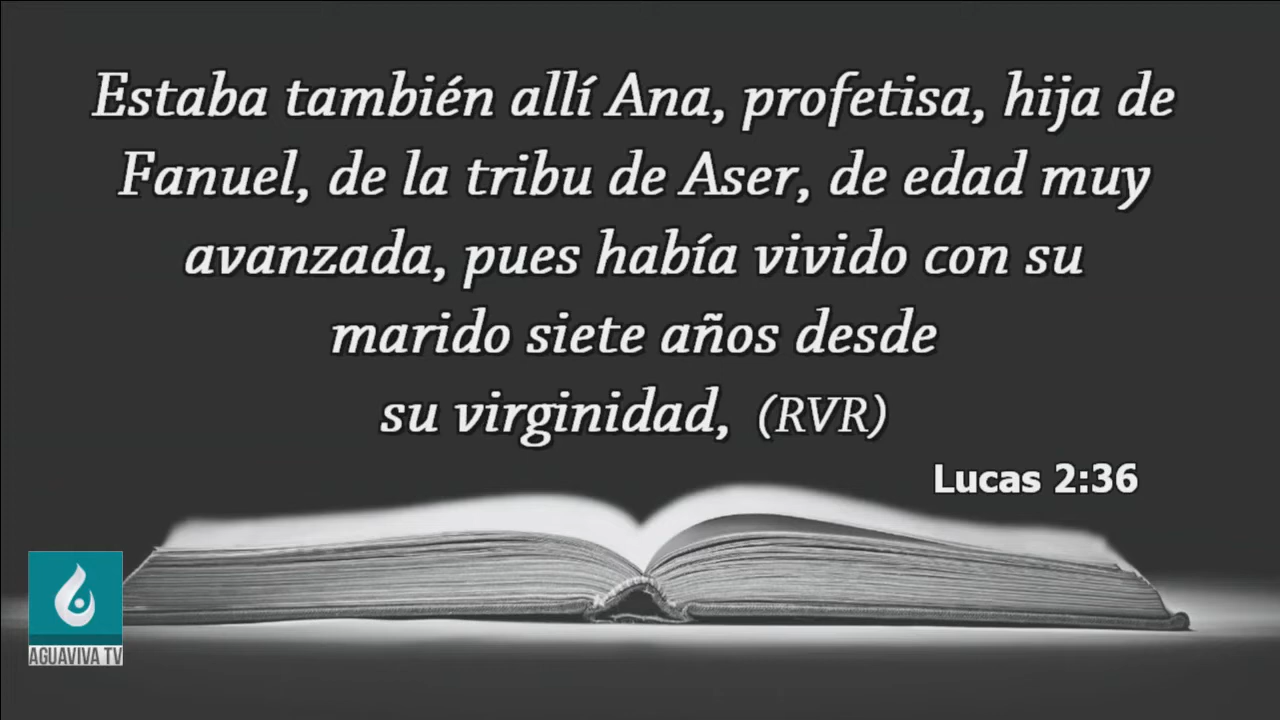 Estaba también allí Ana, profetisa, hija de
Fanuel, de la tribu de Aser, de edad muy
avanzada, pues había vivido con su
marido siete años desde
su virginidad, (RVR)
Lucas 2:36
AGUAVIVA TV